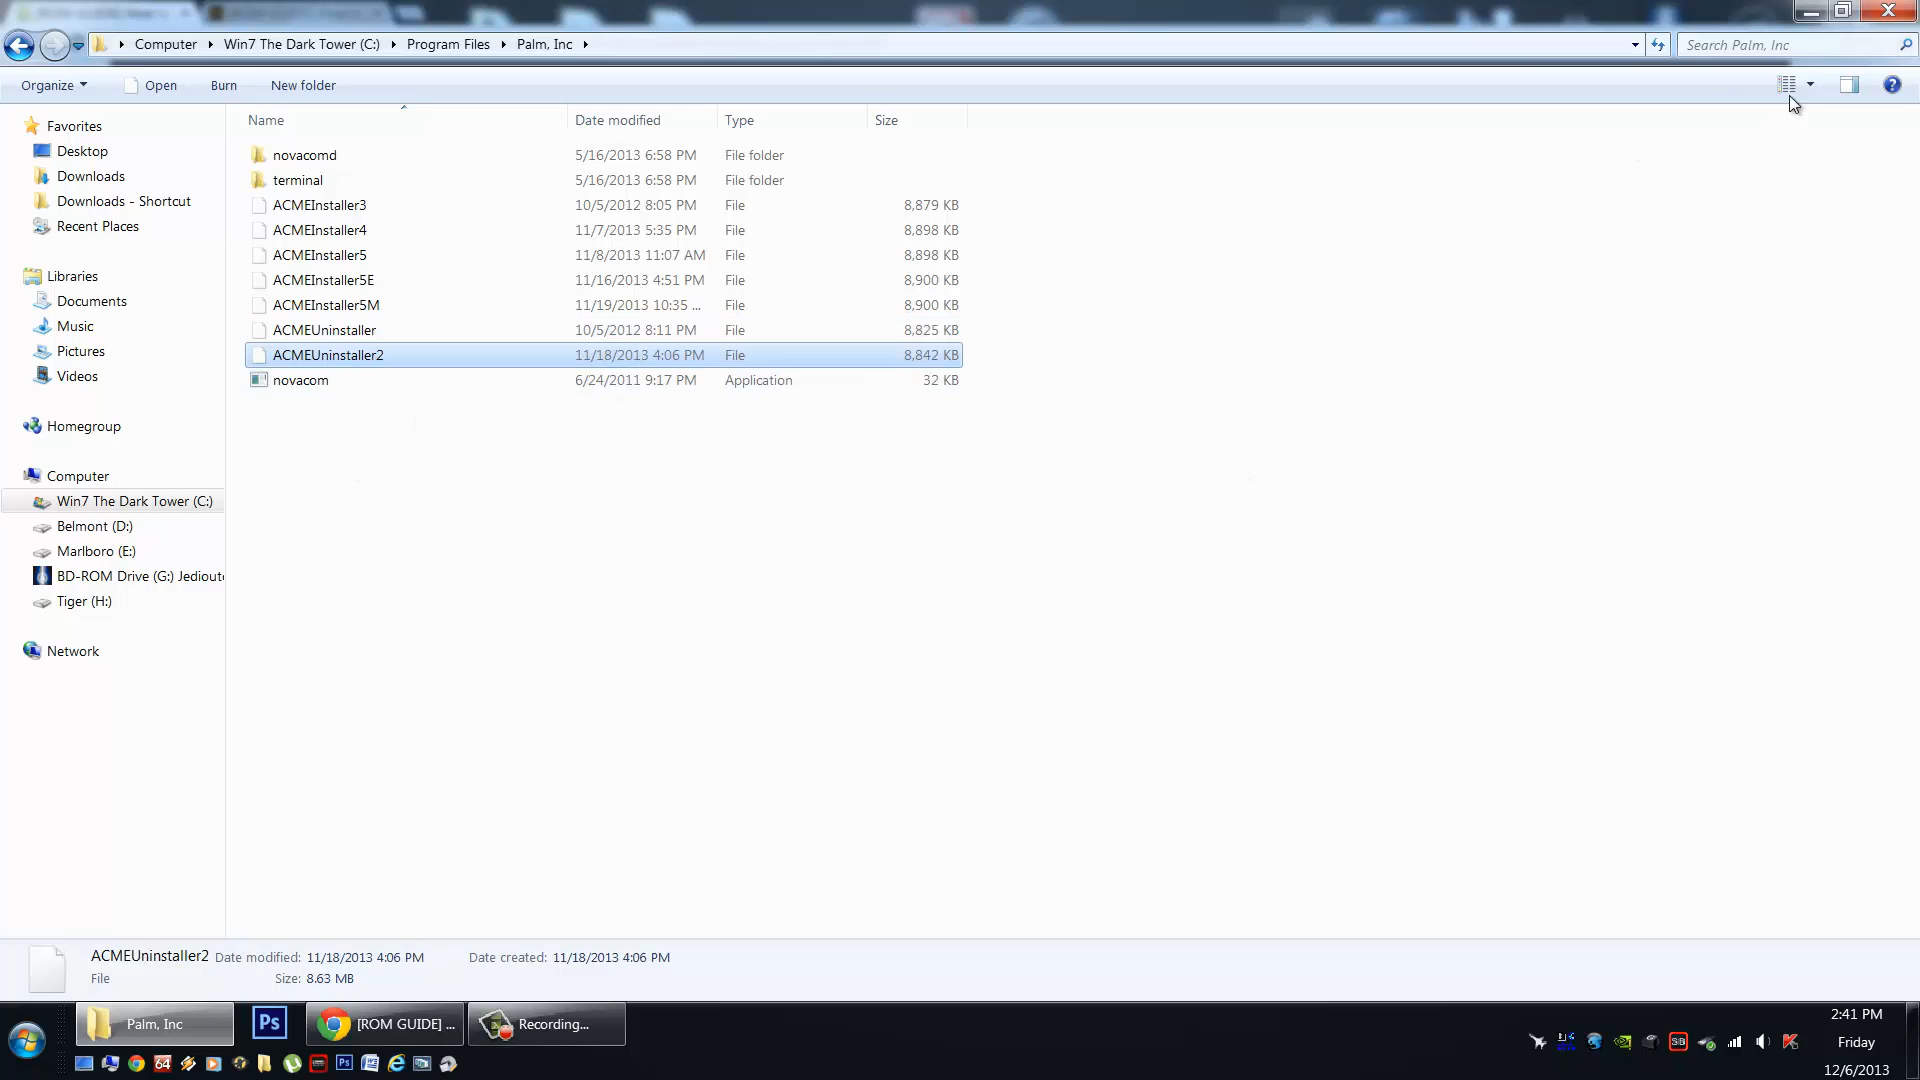 Computer Win7 The Dark Tower (C:) Program Files Palm, Inc Search Palm, Inc
Organize Open Burn New folder
Name Date modified Type Size
Favorites
Desktop
Downloads
Downloads - Shortcut
Recent Places
Libraries
Documents
Music
Pictures
Videos
Homegroup
Computer
Win7 The Dark Tower (C:)
Belmont (D:)
Marlboro (E:)
BD-ROM Drive (G:) Jedioute
Tiger (H:)
Network
novacomd 5/16/2013 6:58 PM File folder
terminal 5/16/2013 6:58 PM File folder
ACMEInstaller3 10/5/2012 8:05 PM File 8,879 KB
ACMEInstaller4 11/7/2013 5:35 PM File 8,898 KB
ACMEInstaller5 11/8/2013 11:07 AM File 8,898 KB
ACMEInstaller5E 11/16/2013 4:51 PM File 8,900 KB
ACMEInstaller5M 11/19/2013 10:35 ... File 8,900 KB
ACMEUninstaller 10/5/2012 8:11 PM File 8,825 KB
ACMEUninstaller2 11/18/2013 4:06 PM File 8,842 KB
novacom 6/24/2011 9:17 PM Application 32 KB
ACMEUninstaller2 Date modified: 11/18/2013 4:06 PM Date created: 11/18/2013 4:06 PM
File Size: 8.63 MB
Palm, Inc Ps [ROM GUIDE] ... Recording...
64 Ps
2:41 PM
Friday
12/6/2013